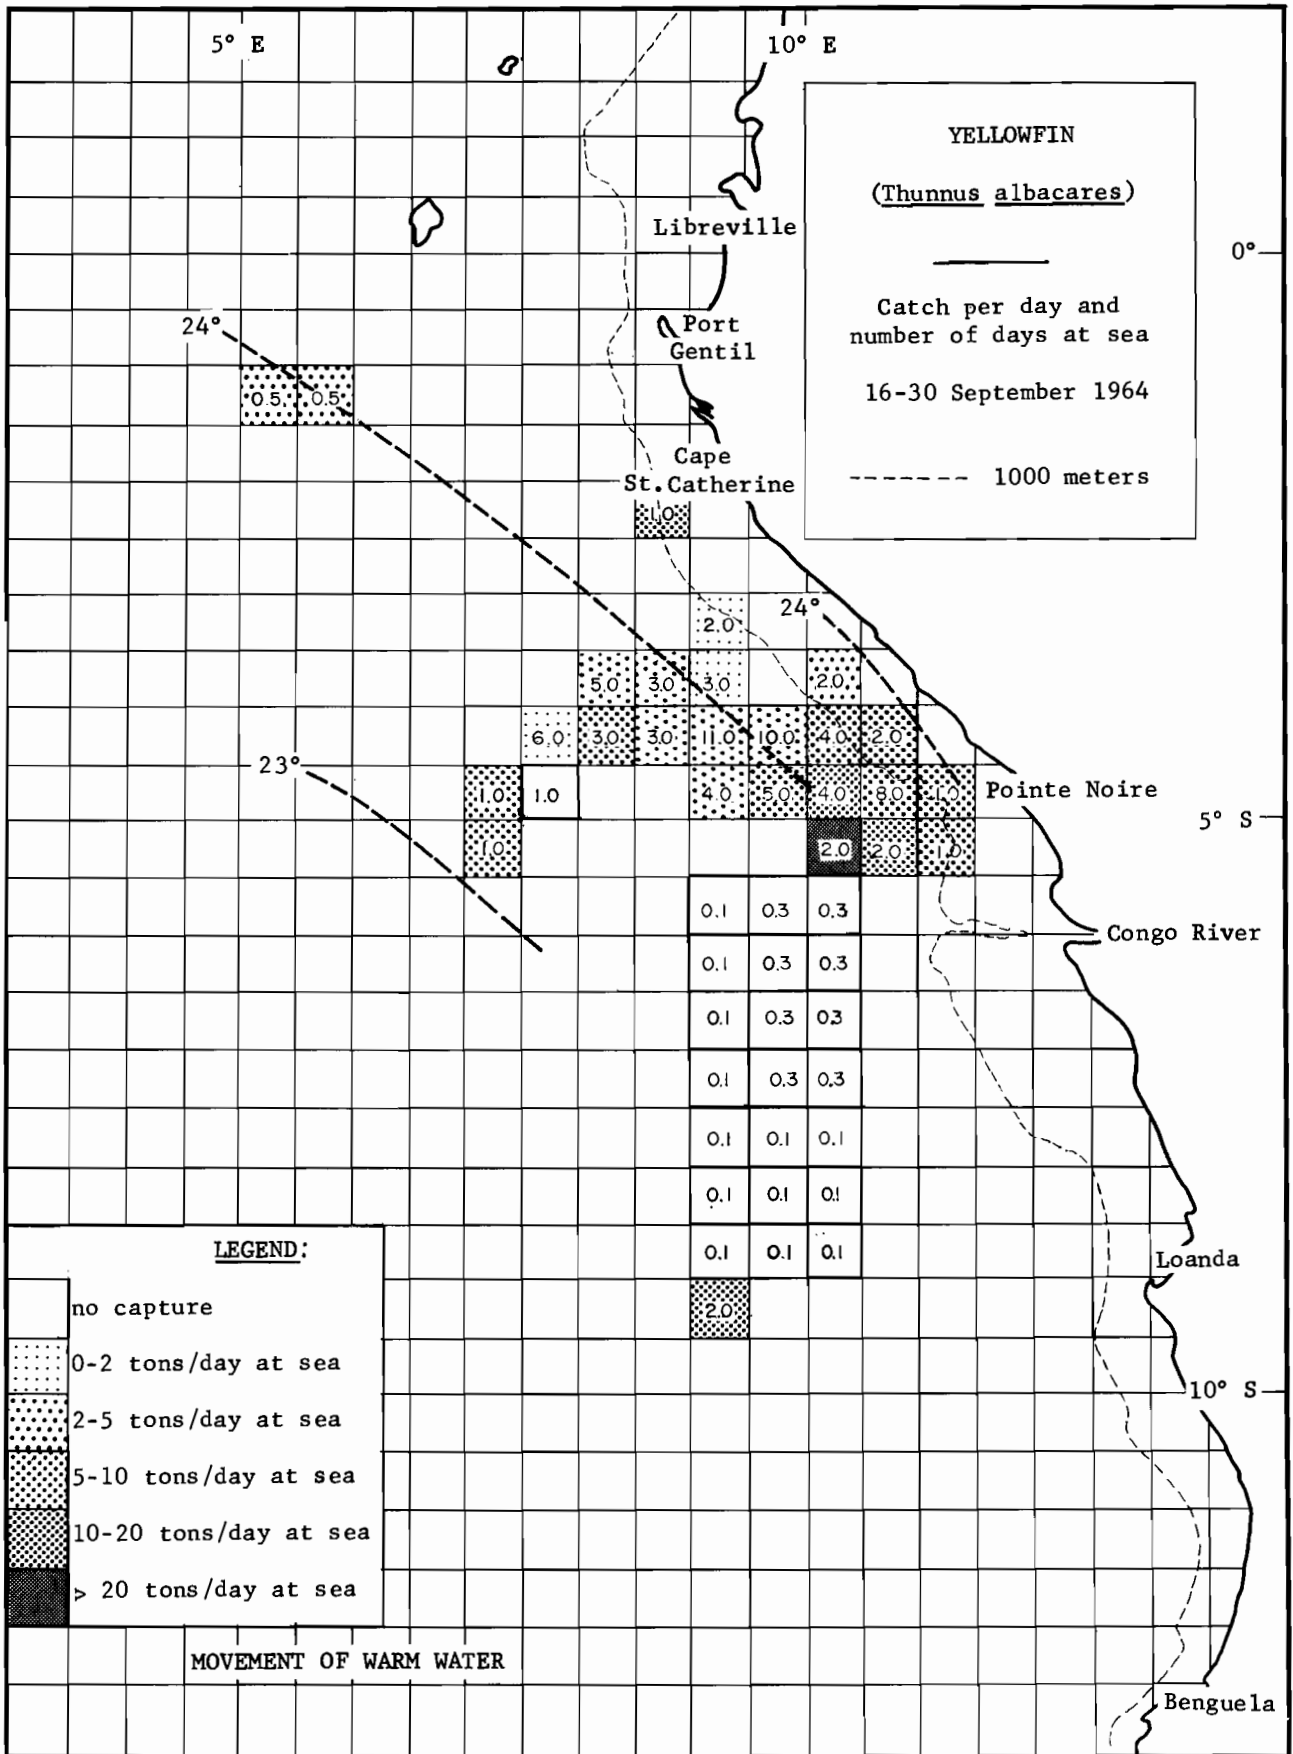 5° E
10° E
YELLOWFIN
(Thunnus albacares)
Catch per day and
number of days at sea
16-30 September 1964
1000 meters
Libreville
0°
Port
Gentil
24°
0.5 0.5
Cape
St.Catherine
1.0
24°
2.0
5.0 3.0 3.0 2.0
6.0 3.0 3.0 11.0 10.0 4.0 2.0
23°
1.0 1.0 4.0 5.0 4.0 8.0 1.0
Pointe Noire
5° S
1.0 2.0 2.0 1.0
0.1 0.3 0.3
Congo River
0.1 0.3 0.3
0.1 0.3 0.3
0.1 0.3 0.3
0.1 0.1 0.1
0.1 0.1 0.1
0.1 0.1 0.1
Loanda
2.0
10° S
LEGEND:
no capture
0-2 tons/day at sea
2-5 tons/day at sea
5-10 tons/day at sea
10-20 tons/day at sea
> 20 tons/day at sea
MOVEMENT OF WARM WATER
Benguela